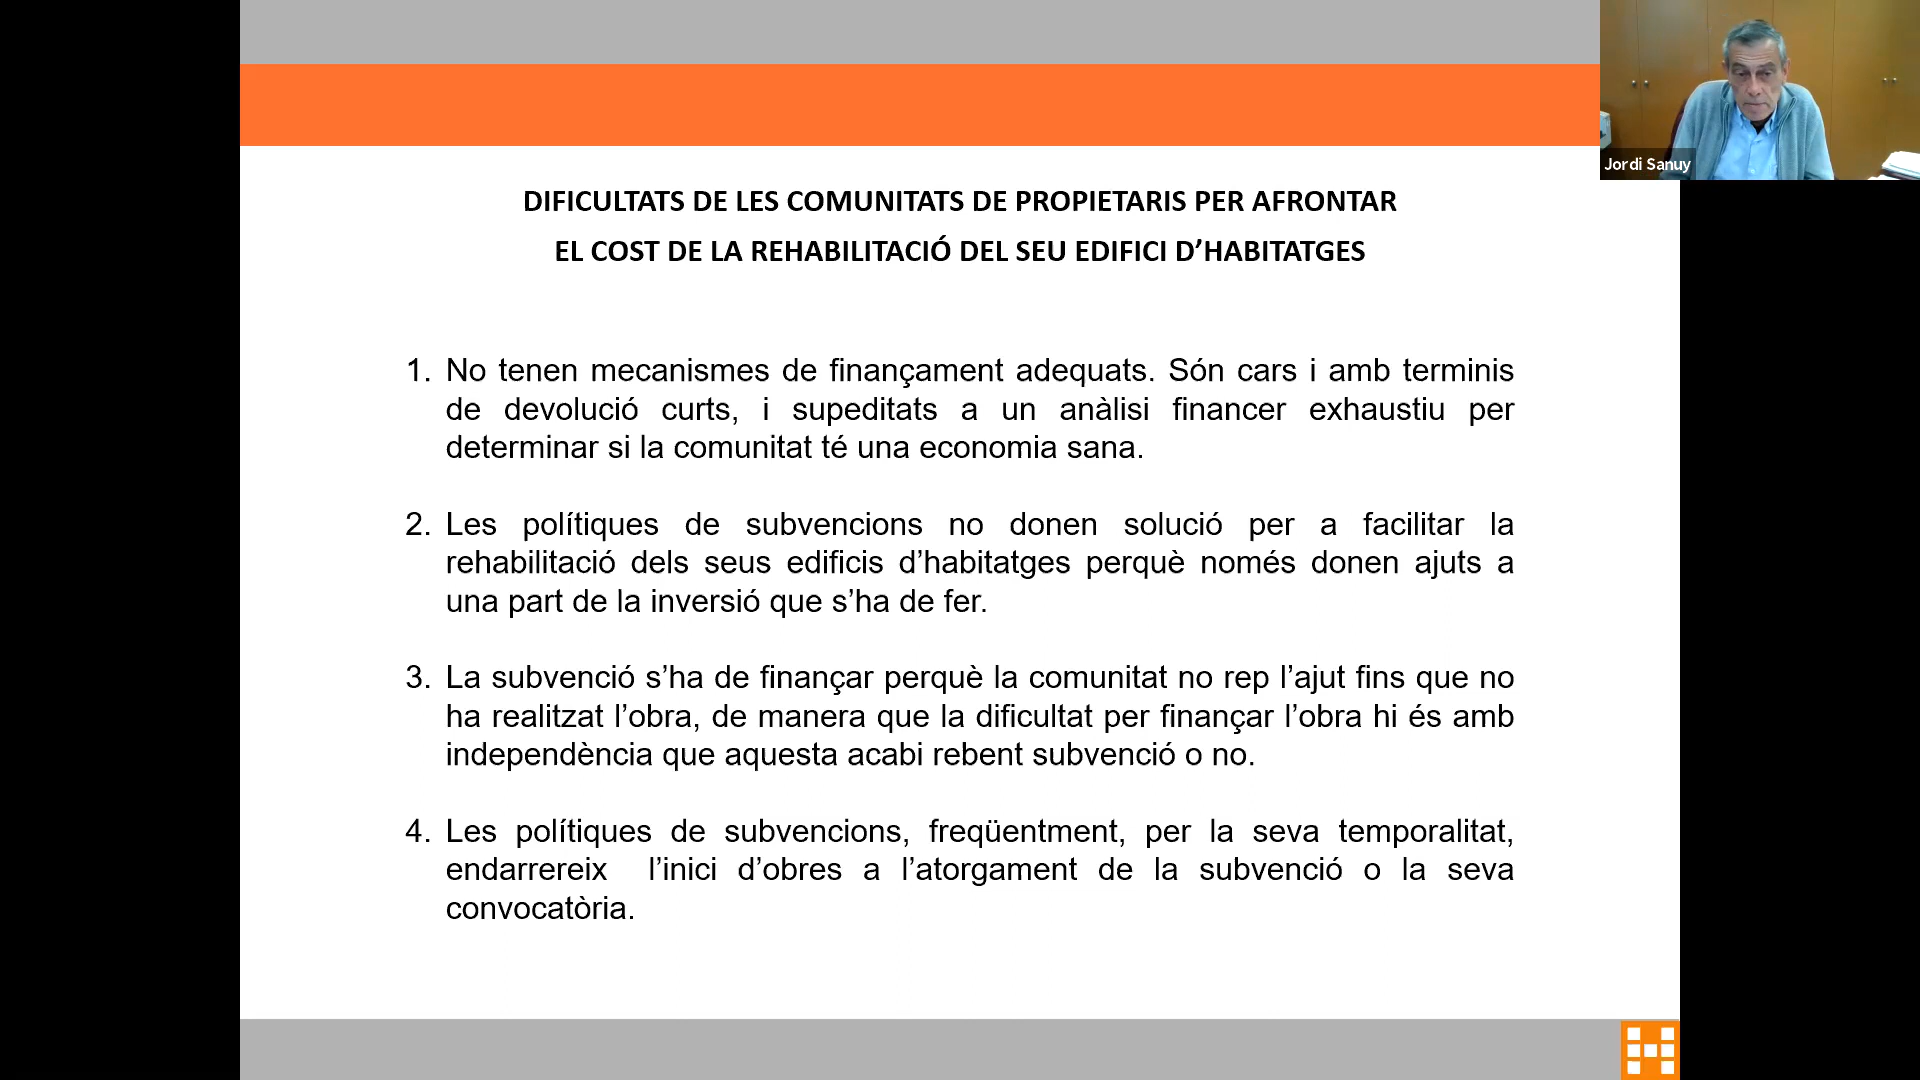 Jordi Sanuy
DIFICULTATS DE LES COMUNITATS DE PROPIETARIS PER AFRONTAR
EL COST DE LA REHABILITACIÓ DEL SEU EDIFICI D’HABITATGES
1. No tenen mecanismes de finançament adequats. Són cars i amb terminis
de devolució curts, i supeditats a un anàlisi financer exhaustiu per
determinar si la comunitat té una economia sana.
2. Les polítiques de subvencions no donen solució per a facilitar la
rehabilitació dels seus edificis d’habitatges perquè només donen ajuts a
una part de la inversió que s’ha de fer.
3. La subvenció s’ha de finançar perquè la comunitat no rep l’ajut fins que no
ha realitzat l’obra, de manera que la dificultat per finançar l’obra hi és amb
independència que aquesta acabi rebent subvenció o no.
4. Les polítiques de subvencions, freqüentment, per la seva temporalitat,
endarrereix l’inici d’obres a l’atorgament de la subvenció o la seva
convocatòria.